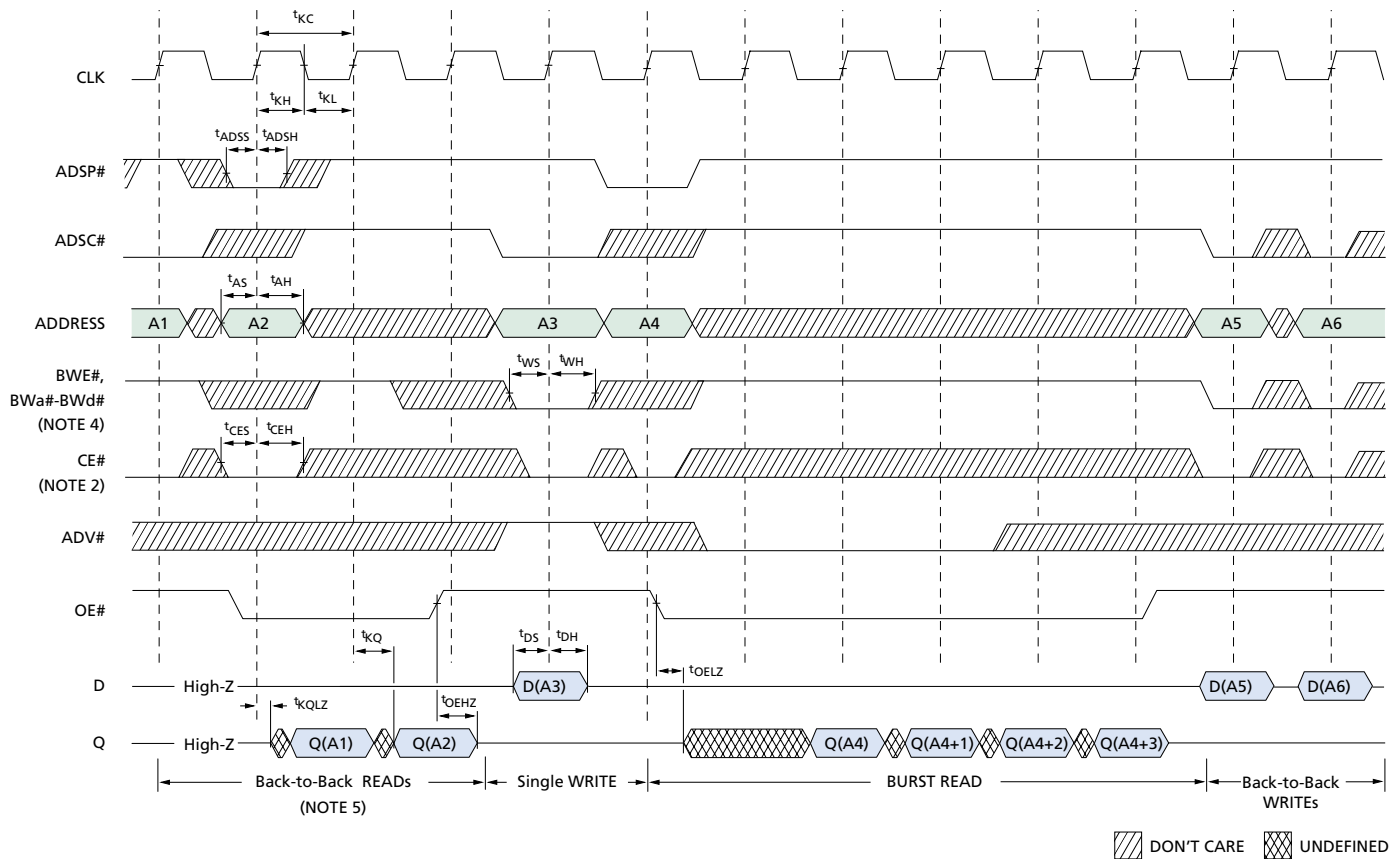 tKC
CLK
tKH
tKL
tADSS
tADSH
ADSP#
ADSC#
tAS
tAH
ADDRESS
A1
A2
A3
A4
A5
A6
BWE#,
BWa#-BWd#
(NOTE 4)
tWS
tWH
tCES
tCEH
CE#
(NOTE 2)
ADV#
OE#
tKQ
tDS
tDH
tOELZ
D
High-Z
D(A3)
D(A5)
D(A6)
tKQLZ
tOEHZ
Q
High-Z
Q(A1)
Q(A2)
Q(A4)
Q(A4+1)
Q(A4+2)
Q(A4+3)
Back-to-Back READs
(NOTE 5)
Single WRITE
BURST READ
Back-to-Back
WRITEs
DON'T CARE
UNDEFINED